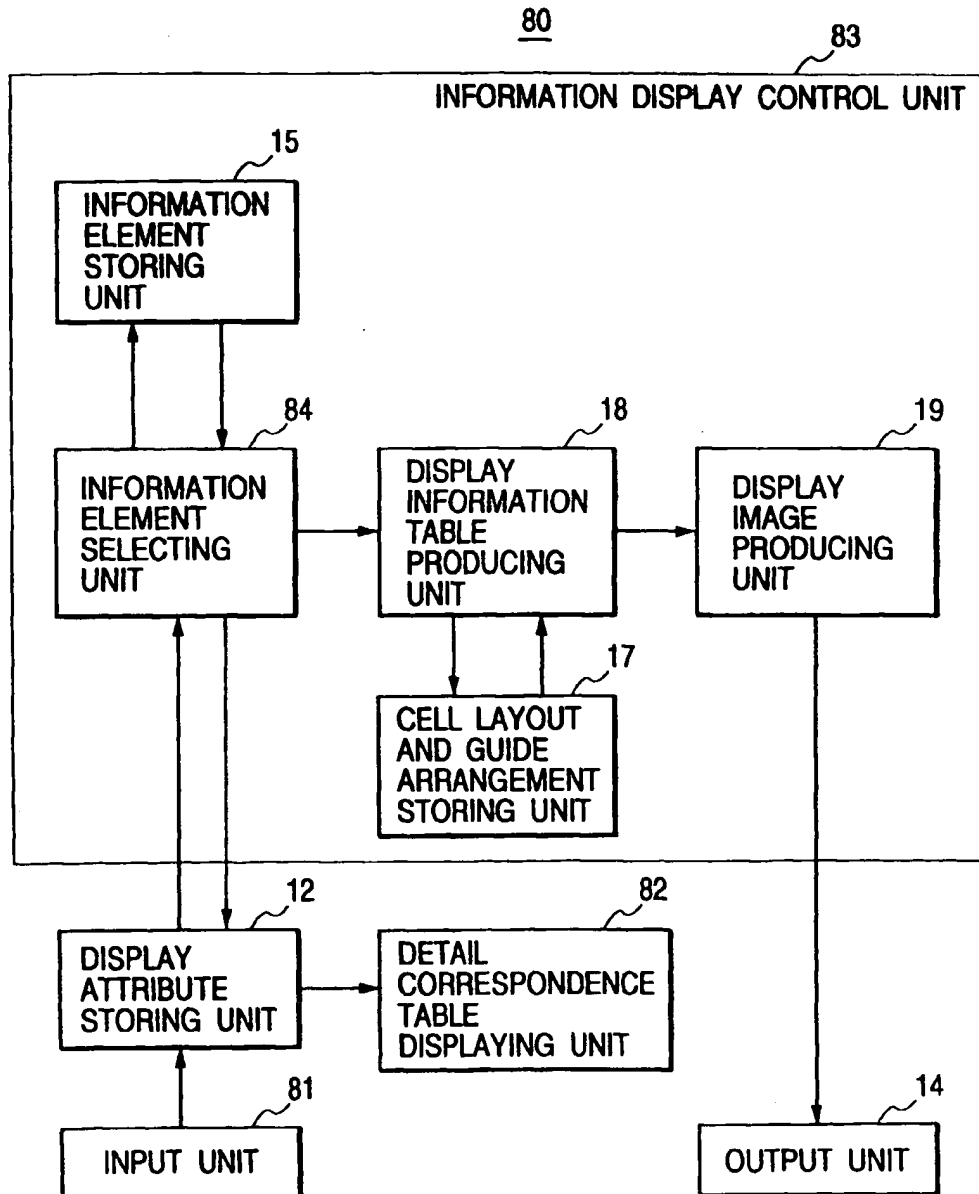 80
83
INFORMATION DISPLAY CONTROL UNIT
15
INFORMATION
ELEMENT
STORING
UNIT
84
INFORMATION
ELEMENT
SELECTING
UNIT
18
DISPLAY
INFORMATION
TABLE
PRODUCING
UNIT
19
DISPLAY
IMAGE
PRODUCING
UNIT
17
CELL LAYOUT
AND GUIDE
ARRANGEMENT
STORING UNIT
12
DISPLAY
ATTRIBUTE
STORING UNIT
82
DETAIL
CORRESPONDENCE
TABLE
DISPLAYING UNIT
81
INPUT UNIT
14
OUTPUT UNIT